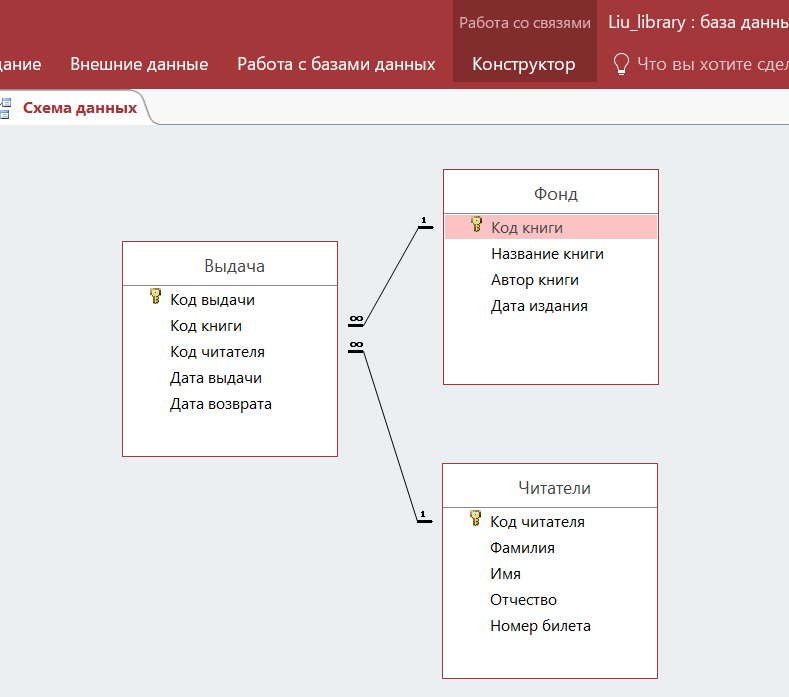 Работа со связями
Liu_library : база данны
дание Внешние данные Работа с базами данных Конструктор Что вы хотите сдел
Схема данных
Выдача
Код выдачи
Код книги
Код читателя
Дата выдачи
Дата возврата
1
∞
∞
1
Фонд
Код книги
Название книги
Автор книги
Дата издания
Читатели
Код читателя
Фамилия
Имя
Отчество
Номер билета